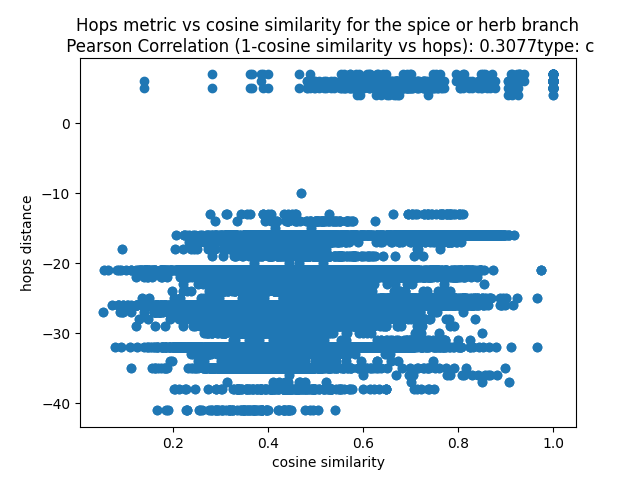 Hops metric vs cosine similarity for the spice or herb branch
Pearson Correlation (1-cosine similarity vs hops): 0.3077type: c
0
−10
−20
−30
−40
hops distance
0.2 0.4 0.6 0.8 1.0
cosine similarity